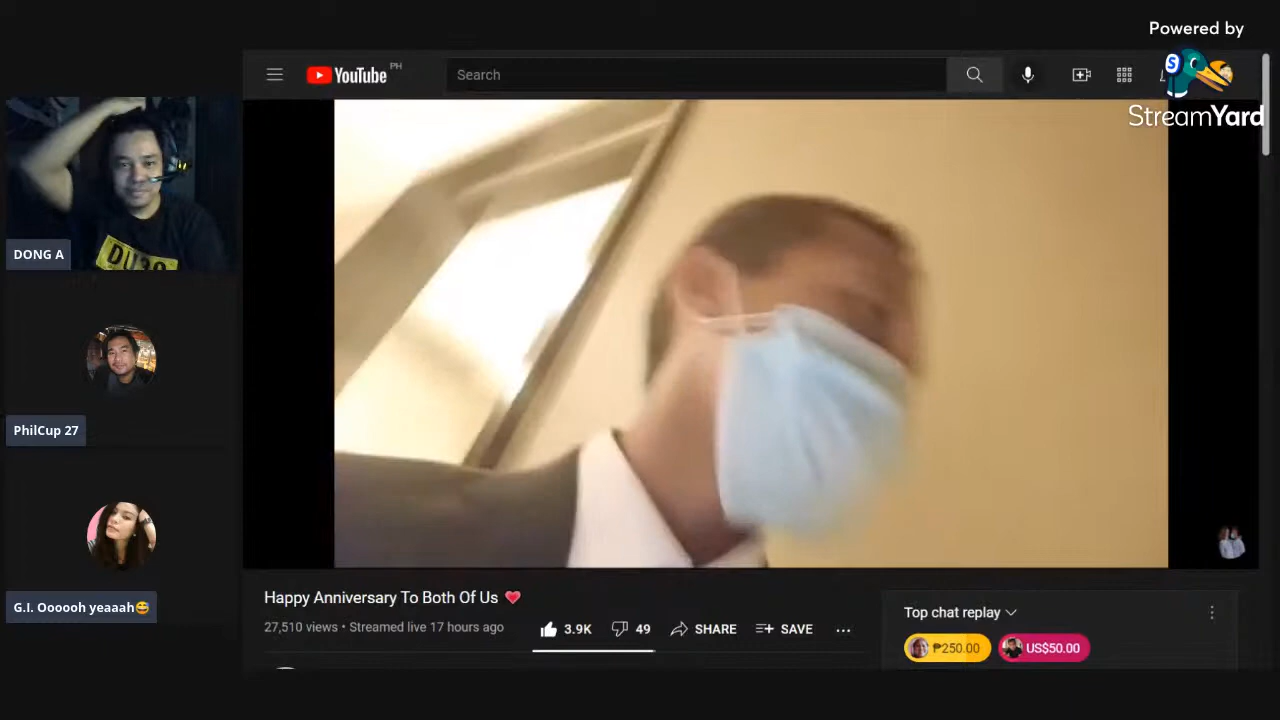 Powered by
StreamYard
YouTube PH
Search
DONG A
DU30
PhilCup 27
G.I. Oooooh yeaaah😅
Happy Anniversary To Both Of Us ❤️
27,510 views • Streamed live 17 hours ago
3.9K
49
SHARE
SAVE
Top chat replay
₱250.00
US$50.00